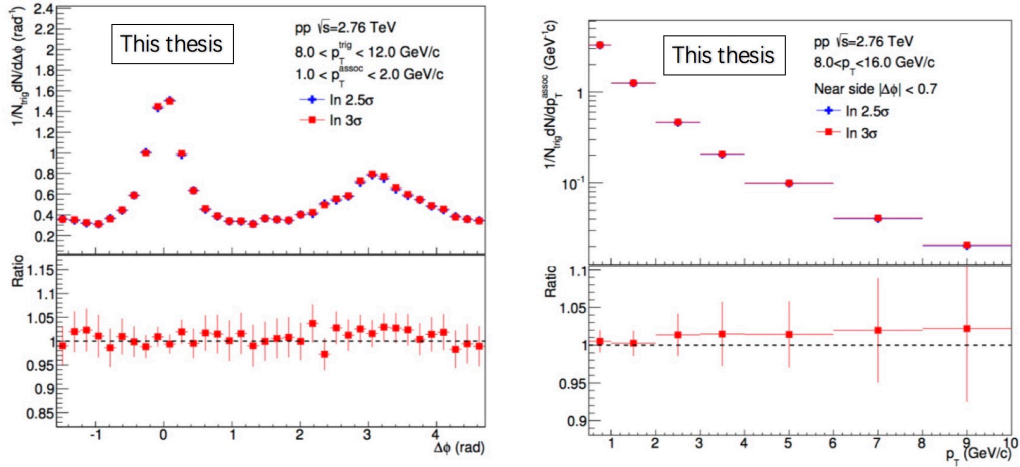 This thesis
pp √s=2.76 TeV
8.0 < p_T^trig < 12.0 GeV/c
1.0 < p_T^assoc < 2.0 GeV/c
In 2.5σ
In 3σ
1/N_trig dN/dΔϕ (rad⁻¹)
2.4
2.2
2
1.8
1.6
1.4
1.2
1
0.8
0.6
0.4
0.2
Ratio
1.15
1.1
1.05
1
0.95
0.9
0.85
-1 0 1 2 3 4
Δϕ (rad)
This thesis
pp √s=2.76 TeV
8.0<p_T<16.0 GeV/c
Near side |Δϕ| < 0.7
In 2.5σ
In 3σ
1/N_trig dN/dp_T^assoc (GeV⁻¹c)
1
10⁻¹
Ratio
1.1
1.05
1
0.95
0.9
1 2 3 4 5 6 7 8 9 10
p_T (GeV/c)